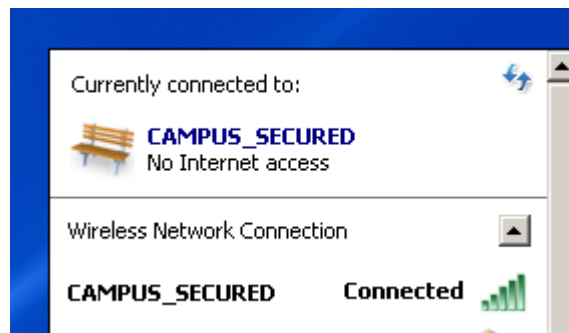 Currently connected to:
CAMPUS_SECURED
No Internet access
Wireless Network Connection
CAMPUS_SECURED Connected